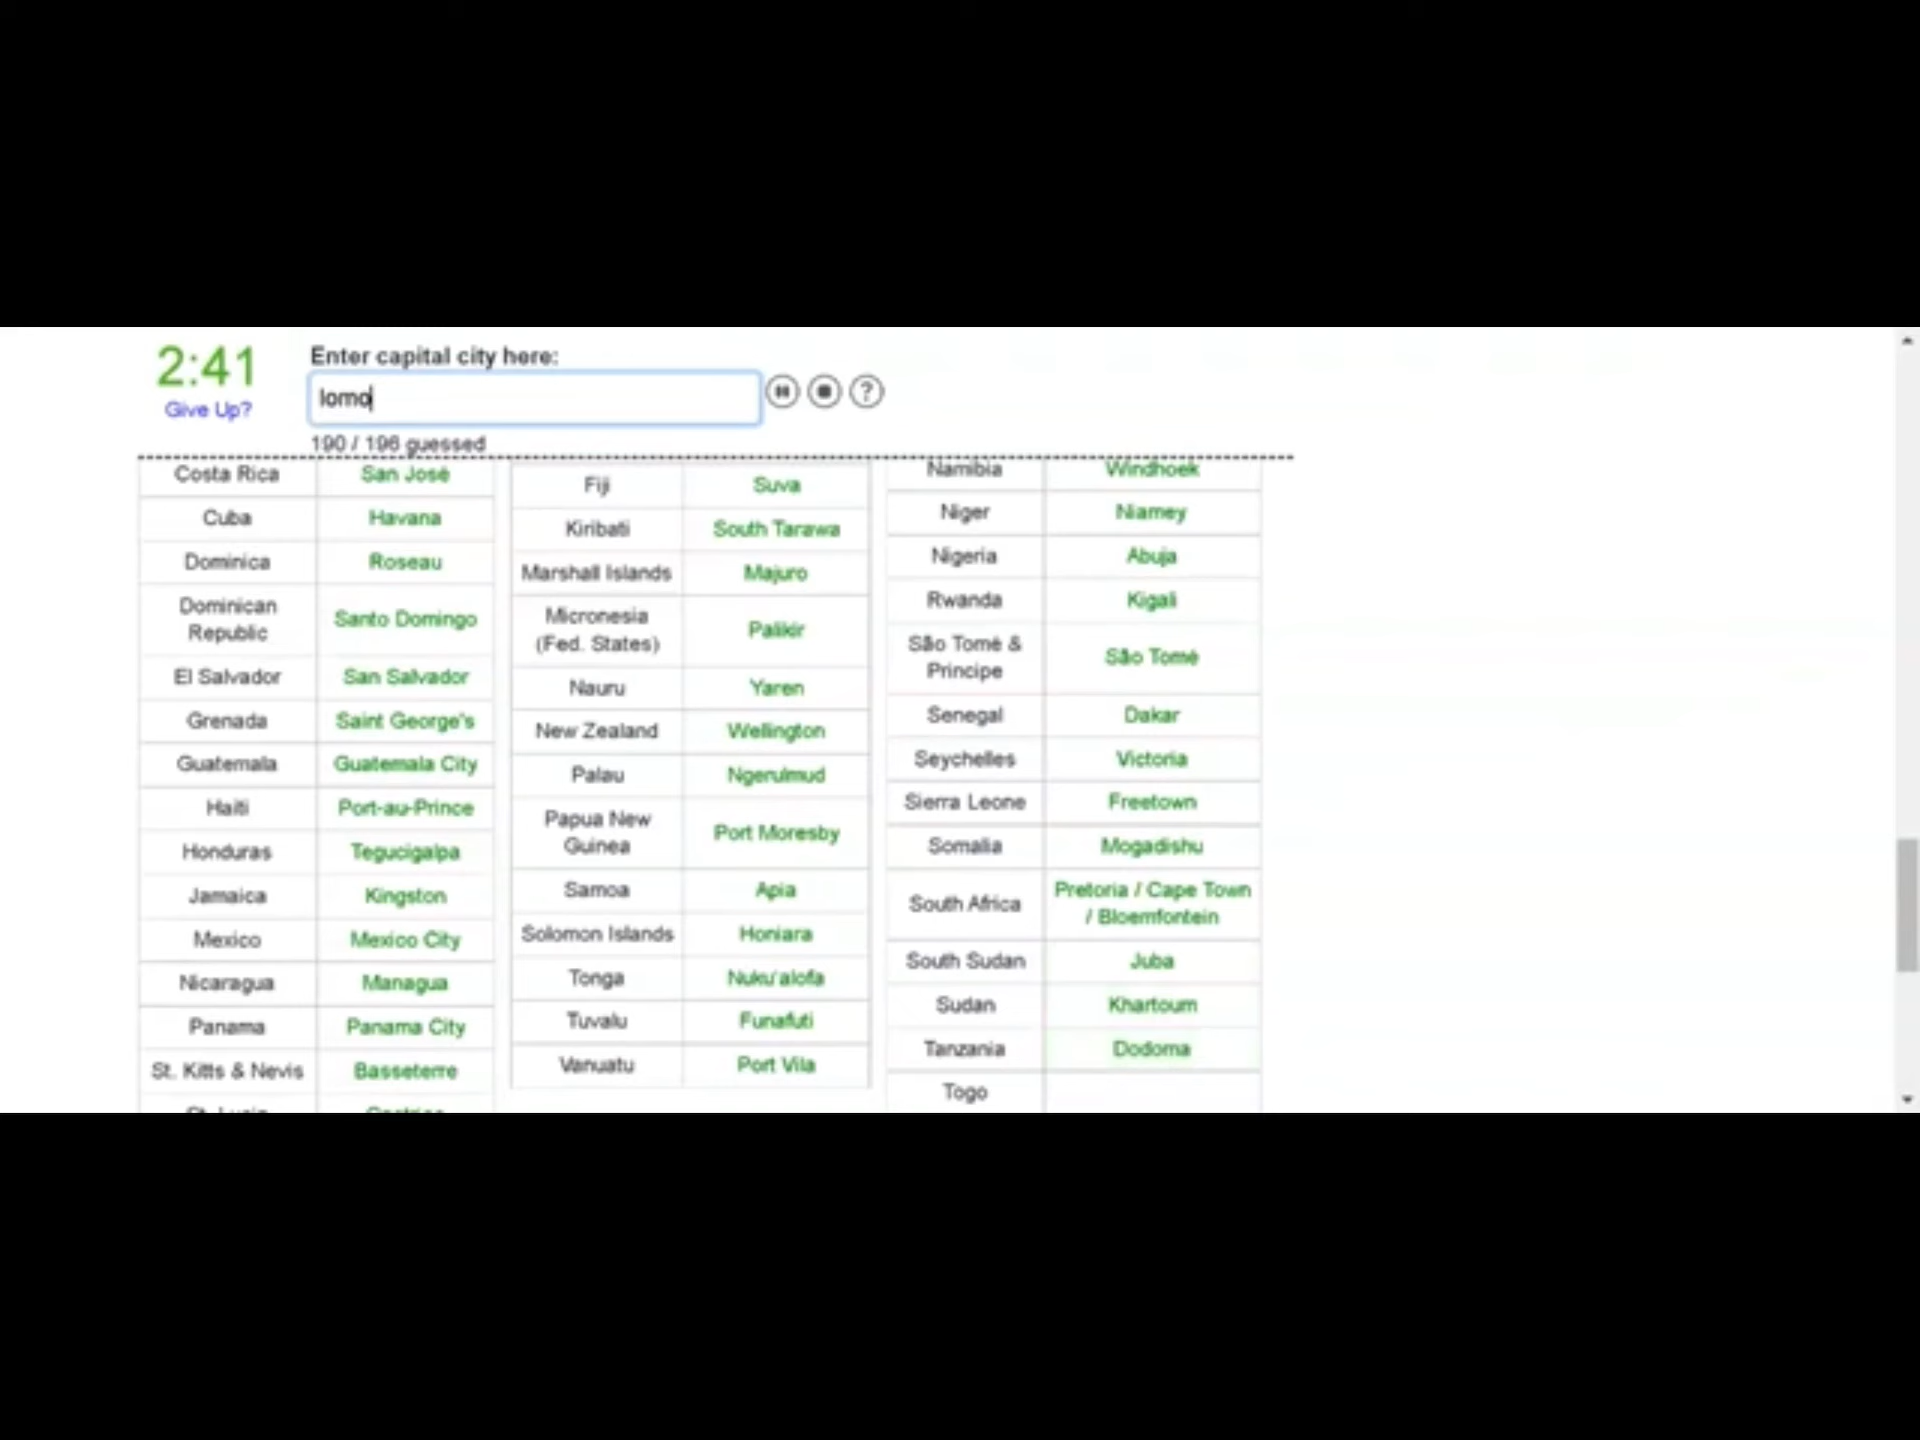 2:41
Give Up?
Enter capital city here:
lomo
190 / 196 guessed
Costa Rica San José
Cuba Havana
Dominica Roseau
Dominican Republic Santo Domingo
El Salvador San Salvador
Grenada Saint George's
Guatemala Guatemala City
Haiti Port-au-Prince
Honduras Tegucigalpa
Jamaica Kingston
Mexico Mexico City
Nicaragua Managua
Panama Panama City
St. Kitts & Nevis Basseterre
Fiji Suva
Kiribati South Tarawa
Marshall Islands Majuro
Micronesia (Fed. States) Palikir
Nauru Yaren
New Zealand Wellington
Palau Ngerulmud
Papua New Guinea Port Moresby
Samoa Apia
Solomon Islands Honiara
Tonga Nuku'alofa
Tuvalu Funafuti
Vanuatu Port Vila
Namibia Windhoek
Niger Niamey
Nigeria Abuja
Rwanda Kigali
São Tomé & Principe São Tomé
Senegal Dakar
Seychelles Victoria
Sierra Leone Freetown
Somalia Mogadishu
South Africa Pretoria / Cape Town / Bloemfontein
South Sudan Juba
Sudan Khartoum
Tanzania Dodoma
Togo